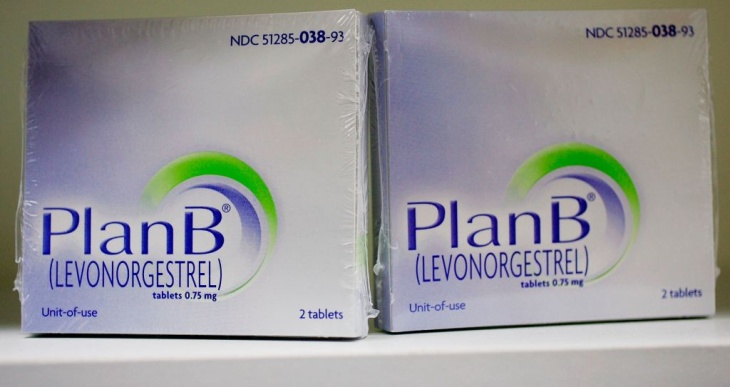 NDC 51285-038-93
PlanB®
(LEVONORGESTREL)
tablets 0.75 mg
Unit-of-use
2 tablets
NDC 51285-038-93
PlanB®
(LEVONORGESTREL)
tablets 0.75 mg
Unit-of-use
2 tablets